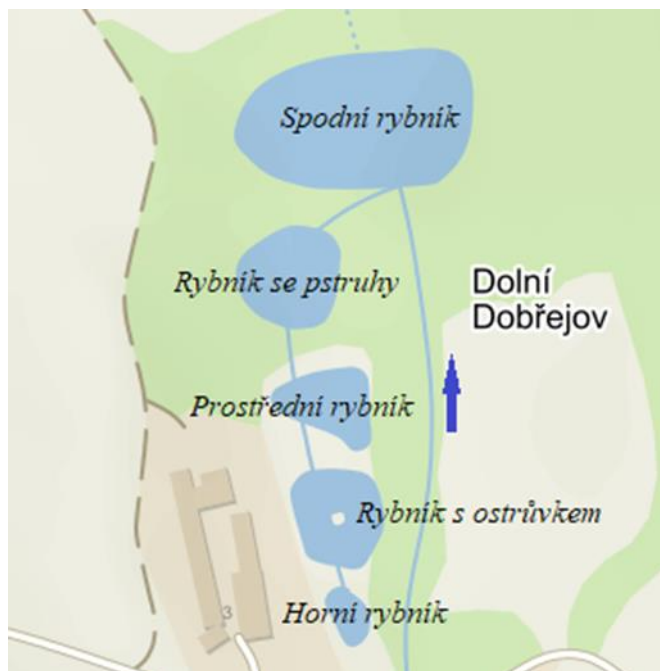 Spodní rybník
Rybník se pstruhy
Dolní
Dobřejov
Prostřední rybník
Rybník s ostrůvkem
Horní rybník
3